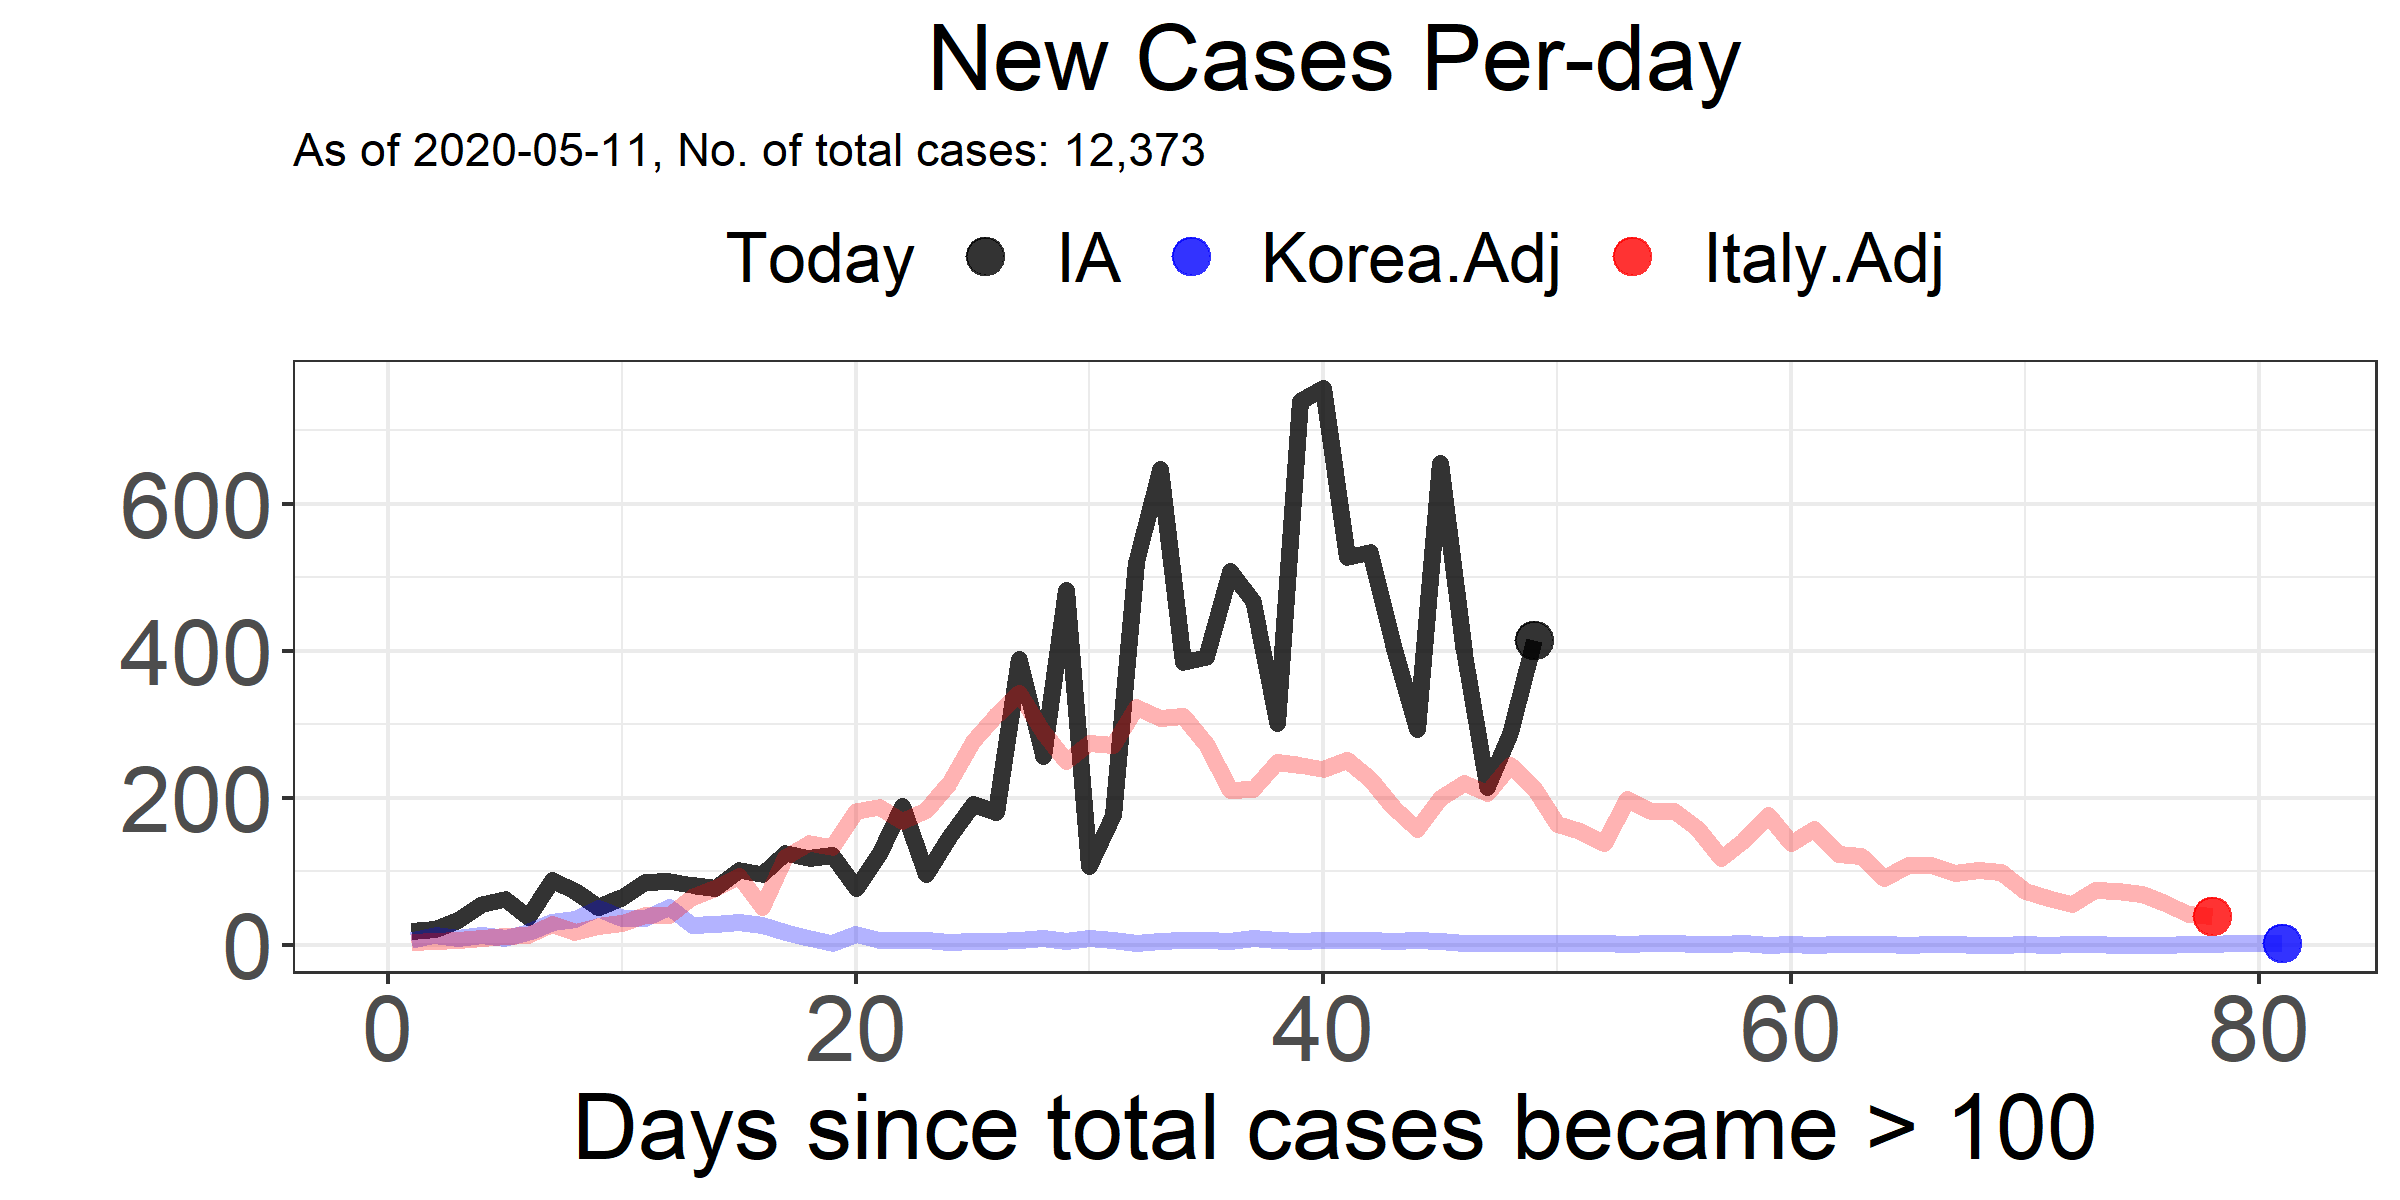 New Cases Per-day
As of 2020-05-11, No. of total cases: 12,373
Today IA Korea.Adj Italy.Adj
600
400
200
0
0 20 40 60 80
Days since total cases became > 100